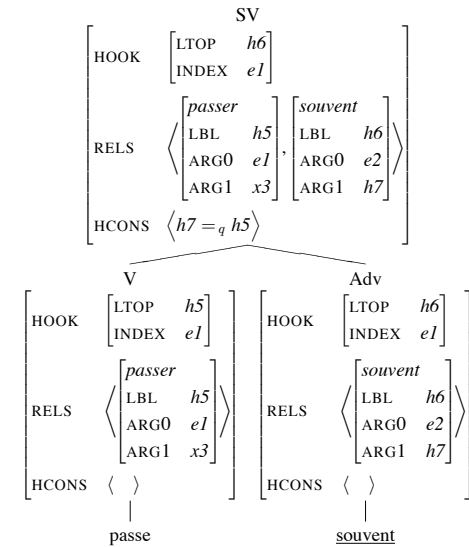 SV
HOOK LTOP h6
INDEX e1
RELS ⟨ passer , souvent ⟩
LBL h5 LBL h6
ARG0 e1 ARG0 e2
ARG1 x3 ARG1 h7
HCONS ⟨h7 =q h5⟩
V Adv
HOOK LTOP h5 HOOK LTOP h6
INDEX e1 INDEX e1
RELS ⟨ passer ⟩ RELS ⟨ souvent ⟩
LBL h5 LBL h6
ARG0 e1 ARG0 e2
ARG1 x3 ARG1 h7
HCONS ⟨ ⟩ HCONS ⟨ ⟩
passe souvent